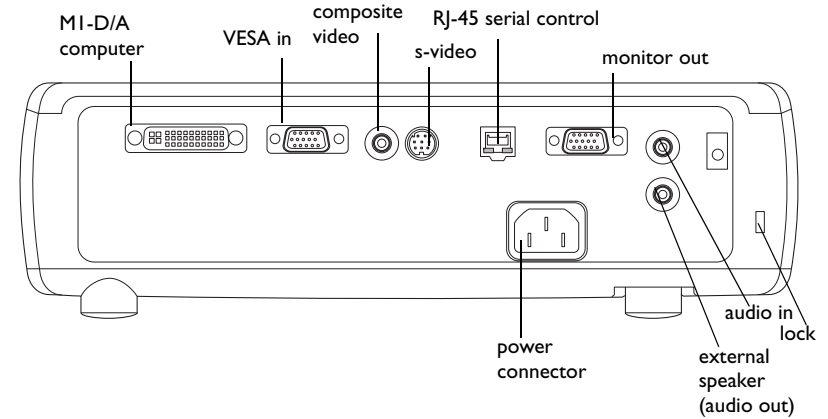 M1-D/A
computer
VESA in
composite
video
s-video
RJ-45 serial control
monitor out
power
connector
audio in
lock
external
speaker
(audio out)